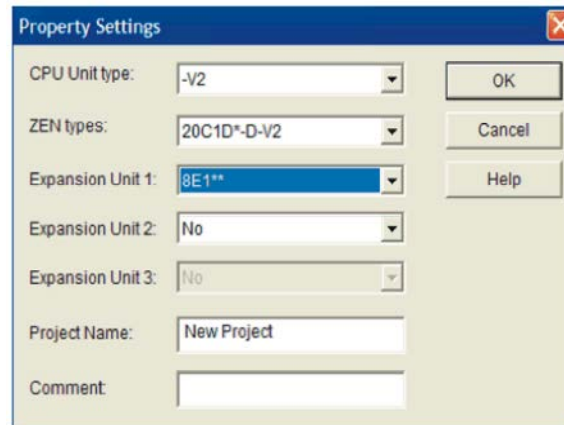 Property Settings
CPU Unit type: -V2 OK
ZEN types: 20C1D*-D-V2 Cancel
Expansion Unit 1: 8E1** Help
Expansion Unit 2: No
Expansion Unit 3: No
Project Name: New Project
Comment: